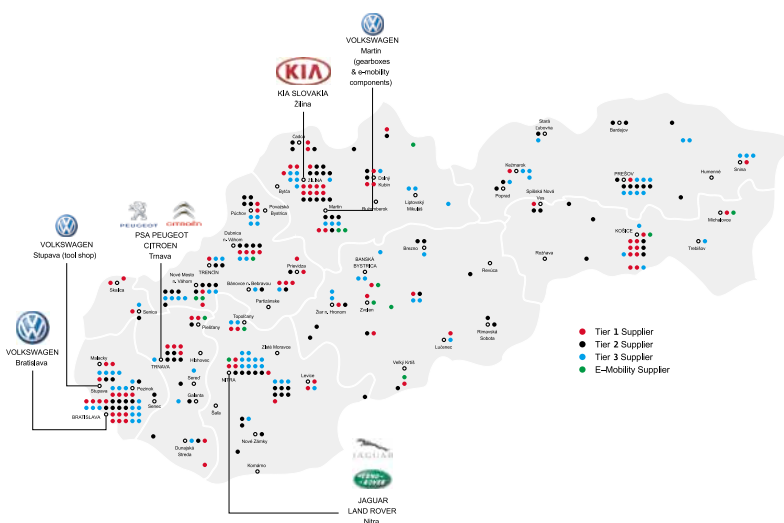 VOLKSWAGEN
Martin
(gearboxes
& e-mobility
components)
KIA
KIA SLOVAKIA
Žilina
PEUGEOT
CITROËN
PSA PEUGEOT
CITROEN
Trnava
VOLKSWAGEN
Stupava (tool shop)
VOLKSWAGEN
Bratislava
Čadca
ŽILINA
Bytča
Dolný
Kubín
Martin
Ružomberok
Liptovský
Mikuláš
Stará
Ľubovňa
Bardejov
Kežmarok
Poprad
Spišská Nová
Ves
PREŠOV
Humenné
Snina
Michalovce
KOŠICE
Trebišov
Rožňava
Revúca
Rimavská
Sobota
Púchov
Považská
Bystrica
Dubnica
n. Váhom
TRENČÍN
Prievidza
Nové Mesto
n. Váhom
Bánovce n. Bebravou
Partizánske
Topoľčany
Žiar n. Hronom
BANSKÁ
BYSTRICA
Brezno
Zvolen
Skalica
Senica
Piešťany
Malacky
Stupava
Pezinok
BRATISLAVA
Senec
TRNAVA
Hlohovec
Sereď
Galanta
Šaľa
Zlaté Moravce
NITRA
Levice
Veľký Krtíš
Lučenec
Dunajská
Streda
Nové Zámky
Komárno
Tier 1 Supplier
Tier 2 Supplier
Tier 3 Supplier
E–Mobility Supplier
JAGUAR
LAND ROVER
JAGUAR
LAND ROVER
Nitra